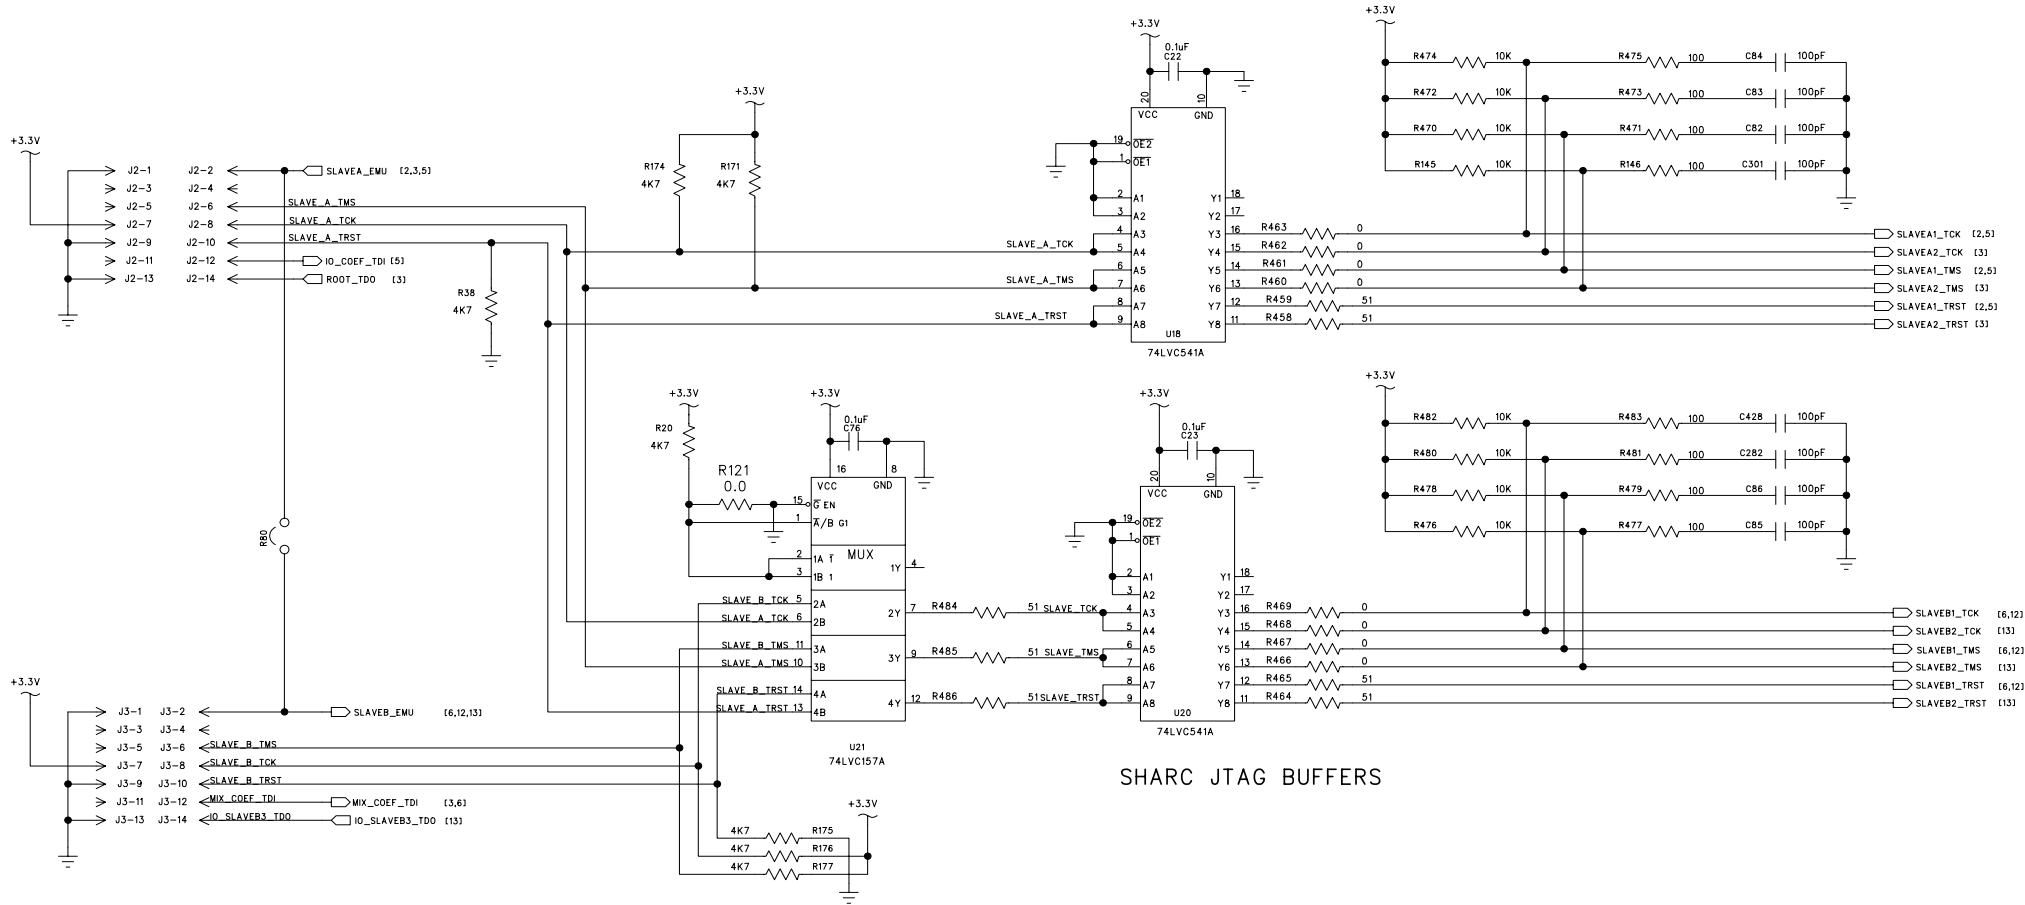 +3.3V
J2-1 J2-2 SLAVEA_EMU [2,3,5]
J2-3 J2-4
J2-5 J2-6 SLAVE_A_TMS
J2-7 J2-8 SLAVE_A_TCK
J2-9 J2-10 SLAVE_A_TRST
J2-11 J2-12 IO_COEF_TDI [5]
J2-13 J2-14 ROOT_TDO [3]
R38
4K7
+3.3V
R174
4K7
R171
4K7
SLAVE_A_TCK
SLAVE_A_TMS
SLAVE_A_TRST
+3.3V
0.1uF
C22
20
10
VCC
GND
19 OE2
1 OE1
2 A1 Y1 18
3 A2 Y2 17
4 A3 Y3 16 R463 0 SLAVEA1_TCK [2,5]
5 A4 Y4 15 R462 0 SLAVEA2_TCK [3]
6 A5 Y5 14 R461 0 SLAVEA1_TMS [2,5]
7 A6 Y6 13 R460 0 SLAVEA2_TMS [3]
8 A7 Y7 12 R459 51 SLAVEA1_TRST [2,5]
9 A8 Y8 11 R458 51 SLAVEA2_TRST [3]
U18
74LVC541A
+3.3V
R474 10K R475 100 C84 100pF
R472 10K R473 100 C83 100pF
R470 10K R471 100 C82 100pF
R145 10K R146 100 C301 100pF
R80
+3.3V
R20
4K7
R121
0.0
+3.3V
0.1uF
C76
16
8
VCC
GND
15 G EN
1 A/B G1
MUX
2 1A 1
3 1B 1
1Y 4
SLAVE_B_TCK 5 2A
SLAVE_A_TCK 6 2B
2Y 7 R484 51 SLAVE_TCK
SLAVE_B_TMS 11 3A
SLAVE_A_TMS 10 3B
3Y 9 R485 51 SLAVE_TMS
SLAVE_B_TRST 14 4A
SLAVE_A_TRST 13 4B
4Y 12 R486 51 SLAVE_TRST
U21
74LVC157A
+3.3V
0.1uF
C23
20
10
VCC
GND
19 OE2
1 OE1
2 A1 Y1 18
3 A2 Y2 17
4 A3 Y3 16 R469 0 SLAVEB1_TCK [6,12]
5 A4 Y4 15 R468 0 SLAVEB2_TCK [13]
6 A5 Y5 14 R467 0 SLAVEB1_TMS [6,12]
7 A6 Y6 13 R466 0 SLAVEB2_TMS [13]
8 A7 Y7 12 R465 51 SLAVEB1_TRST [6,12]
9 A8 Y8 11 R464 51 SLAVEB2_TRST [13]
U20
74LVC541A
+3.3V
R482 10K R483 100 C428 100pF
R480 10K R481 100 C282 100pF
R478 10K R479 100 C86 100pF
R476 10K R477 100 C85 100pF
+3.3V
J3-1 J3-2 SLAVEB_EMU [6,12,13]
J3-3 J3-4
J3-5 J3-6 SLAVE_B_TMS
J3-7 J3-8 SLAVE_B_TCK
J3-9 J3-10 SLAVE_B_TRST
J3-11 J3-12 MIX_COEF_TDI MIX_COEF_TDI [3,6]
J3-13 J3-14 IO_SLAVEB3_TDO IO_SLAVEB3_TDO [13]
+3.3V
4K7 R175
4K7 R176
4K7 R177
SHARC JTAG BUFFERS